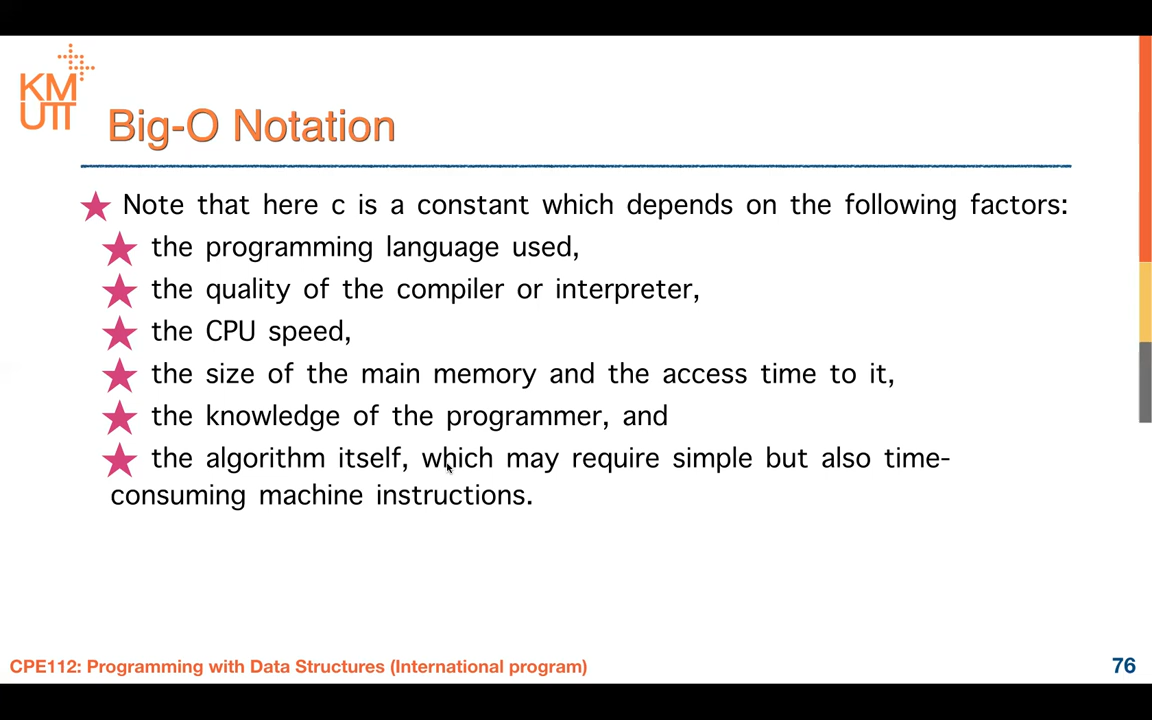 KM
UTT
Big-O Notation
Note that here c is a constant which depends on the following factors:
the programming language used,
the quality of the compiler or interpreter,
the CPU speed,
the size of the main memory and the access time to it,
the knowledge of the programmer, and
the algorithm itself, which may require simple but also time-
consuming machine instructions.
CPE112: Programming with Data Structures (International program)
76